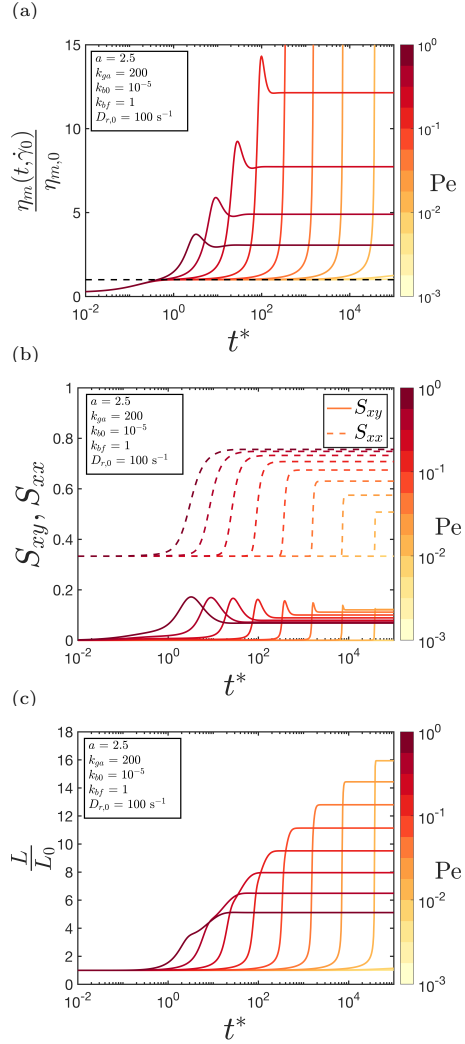 (a)
η_m(t, γ̇_0)
η_{m,0}
15
10
5
0
a = 2.5
k_{ga} = 200
k_{b0} = 10^{-5}
k_{bf} = 1
D_{r,0} = 100 s^{-1}
10^{-2} 10^0 10^2 10^4
t*
10^0
10^{-1}
10^{-2}
10^{-3}
Pe
(b)
S_{xy}, S_{xx}
1
0.8
0.6
0.4
0.2
0
a = 2.5
k_{ga} = 200
k_{b0} = 10^{-5}
k_{bf} = 1
D_{r,0} = 100 s^{-1}
S_{xy}
S_{xx}
10^{-2} 10^0 10^2 10^4
t*
10^0
10^{-1}
10^{-2}
10^{-3}
Pe
(c)
L
L_0
18
16
14
12
10
8
6
4
2
0
a = 2.5
k_{ga} = 200
k_{b0} = 10^{-5}
k_{bf} = 1
D_{r,0} = 100 s^{-1}
10^{-2} 10^0 10^2 10^4
t*
10^0
10^{-1}
10^{-2}
10^{-3}
Pe